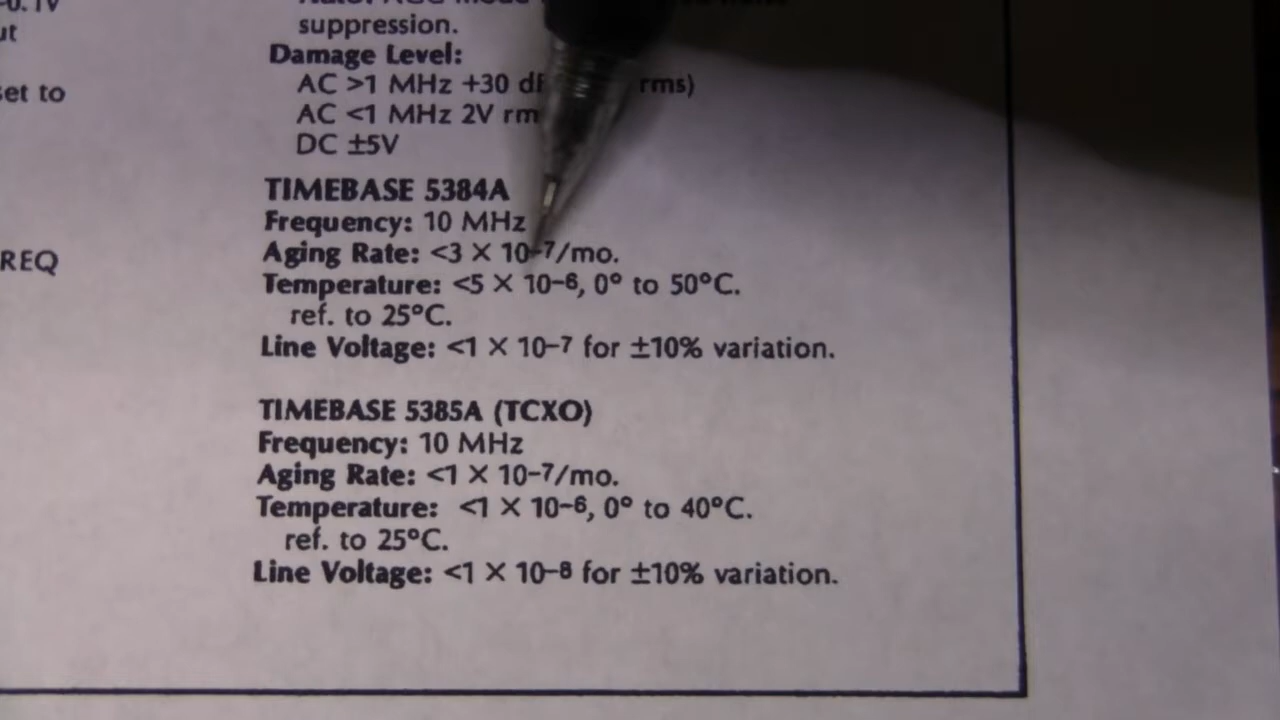 ut
set to
REQ
suppression.
Damage Level:
AC >1 MHz +30 rms)
AC <1 MHz 2V
DC ±5V
TIMEBASE 5384A
Frequency: 10 MHz
Aging Rate: <3 × 10–7/mo.
Temperature: <5 × 10–6, 0° to 50°C.
ref. to 25°C.
Line Voltage: <1 × 10–7 for ±10% variation.
TIMEBASE 5385A (TCXO)
Frequency: 10 MHz
Aging Rate: <1 × 10–7/mo.
Temperature: <1 × 10–6, 0° to 40°C.
ref. to 25°C.
Line Voltage: <1 × 10–8 for ±10% variation.